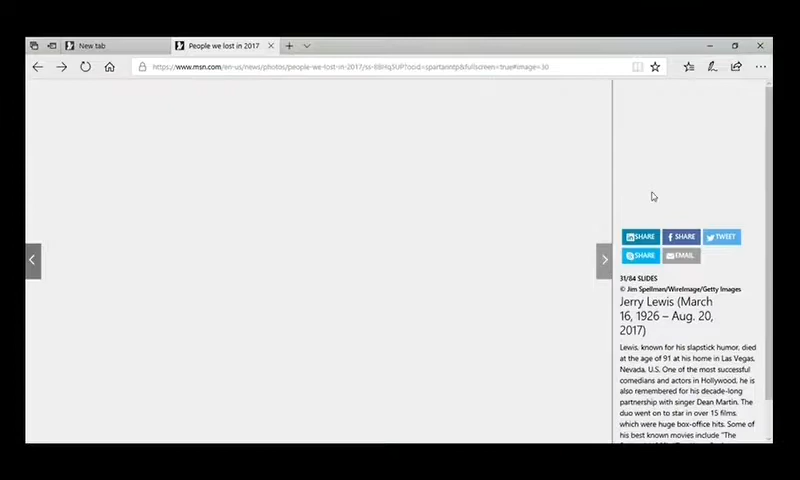 New tab
People we lost in 2017
https://www.msn.com/en-us/news/photos/people-we-lost-in-2017/ss-BBHq5UP?ocid=spartanntp&fullscreen=true#image=30
SHARE
SHARE
TWEET
SHARE
EMAIL
31/84 SLIDES
© Jim Spellman/WireImage/Getty Images
Jerry Lewis (March
16, 1926 – Aug. 20,
2017)
Lewis, known for his slapstick humor, died
at the age of 91 at his home in Las Vegas,
Nevada, U.S. One of the most successful
comedians and actors in Hollywood, he is
also remembered for his decade-long
partnership with singer Dean Martin. The
duo went on to star in over 15 films,
which were huge box-office hits. Some of
his best known movies include "The